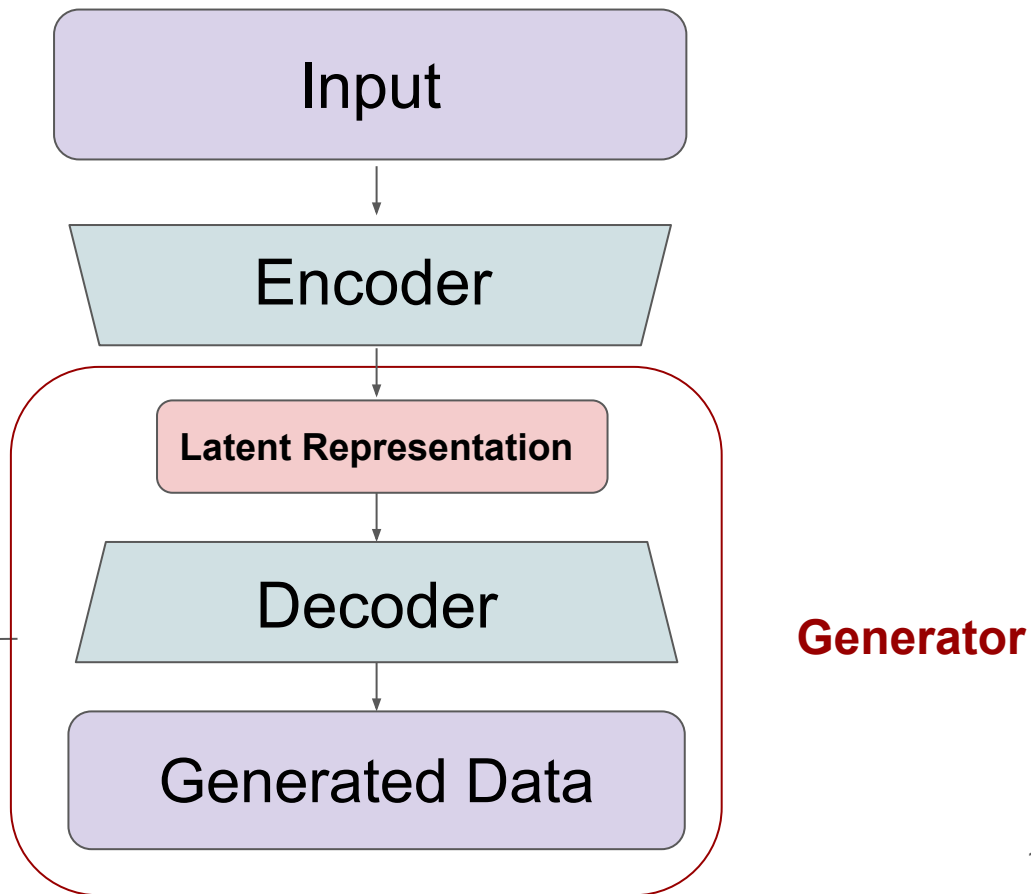 Input
Encoder
Latent Representation
Decoder
Generator
Generated Data